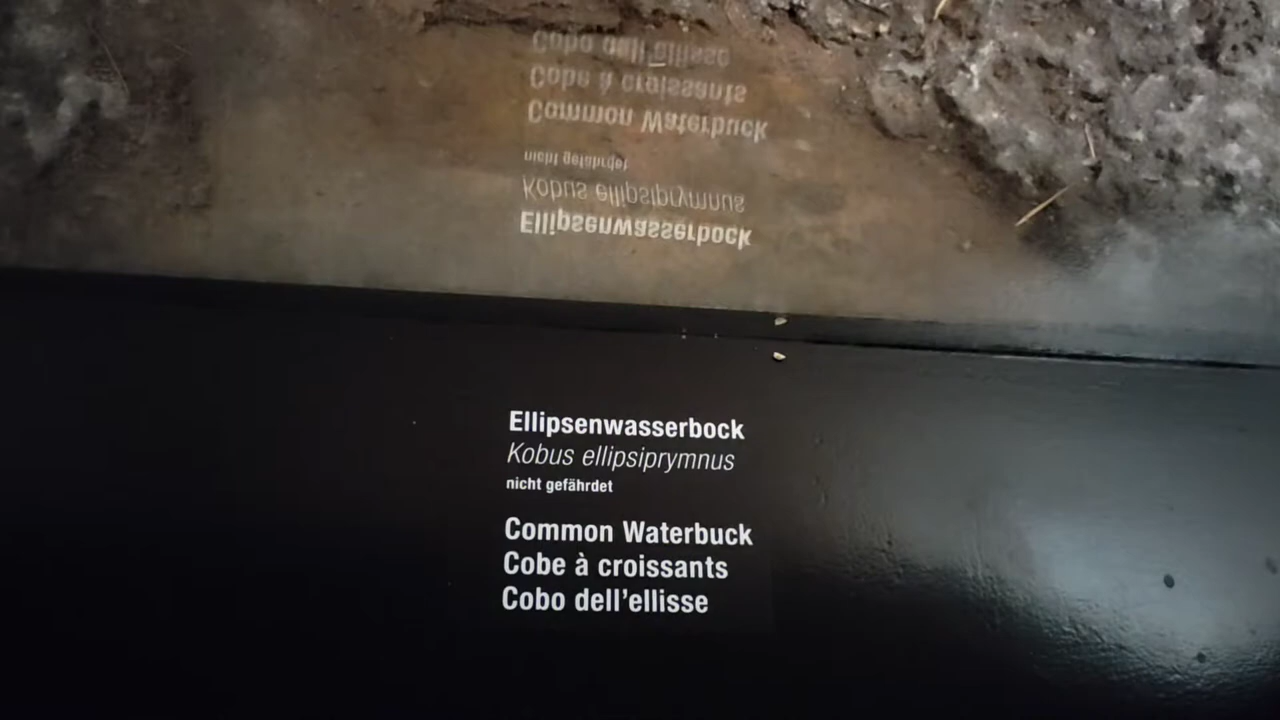 Ellipsenwasserbock
Kobus ellipsiprymnus
nicht gefährdet
Common Waterbuck
Cobe à croissants
Cobo dell'ellisse